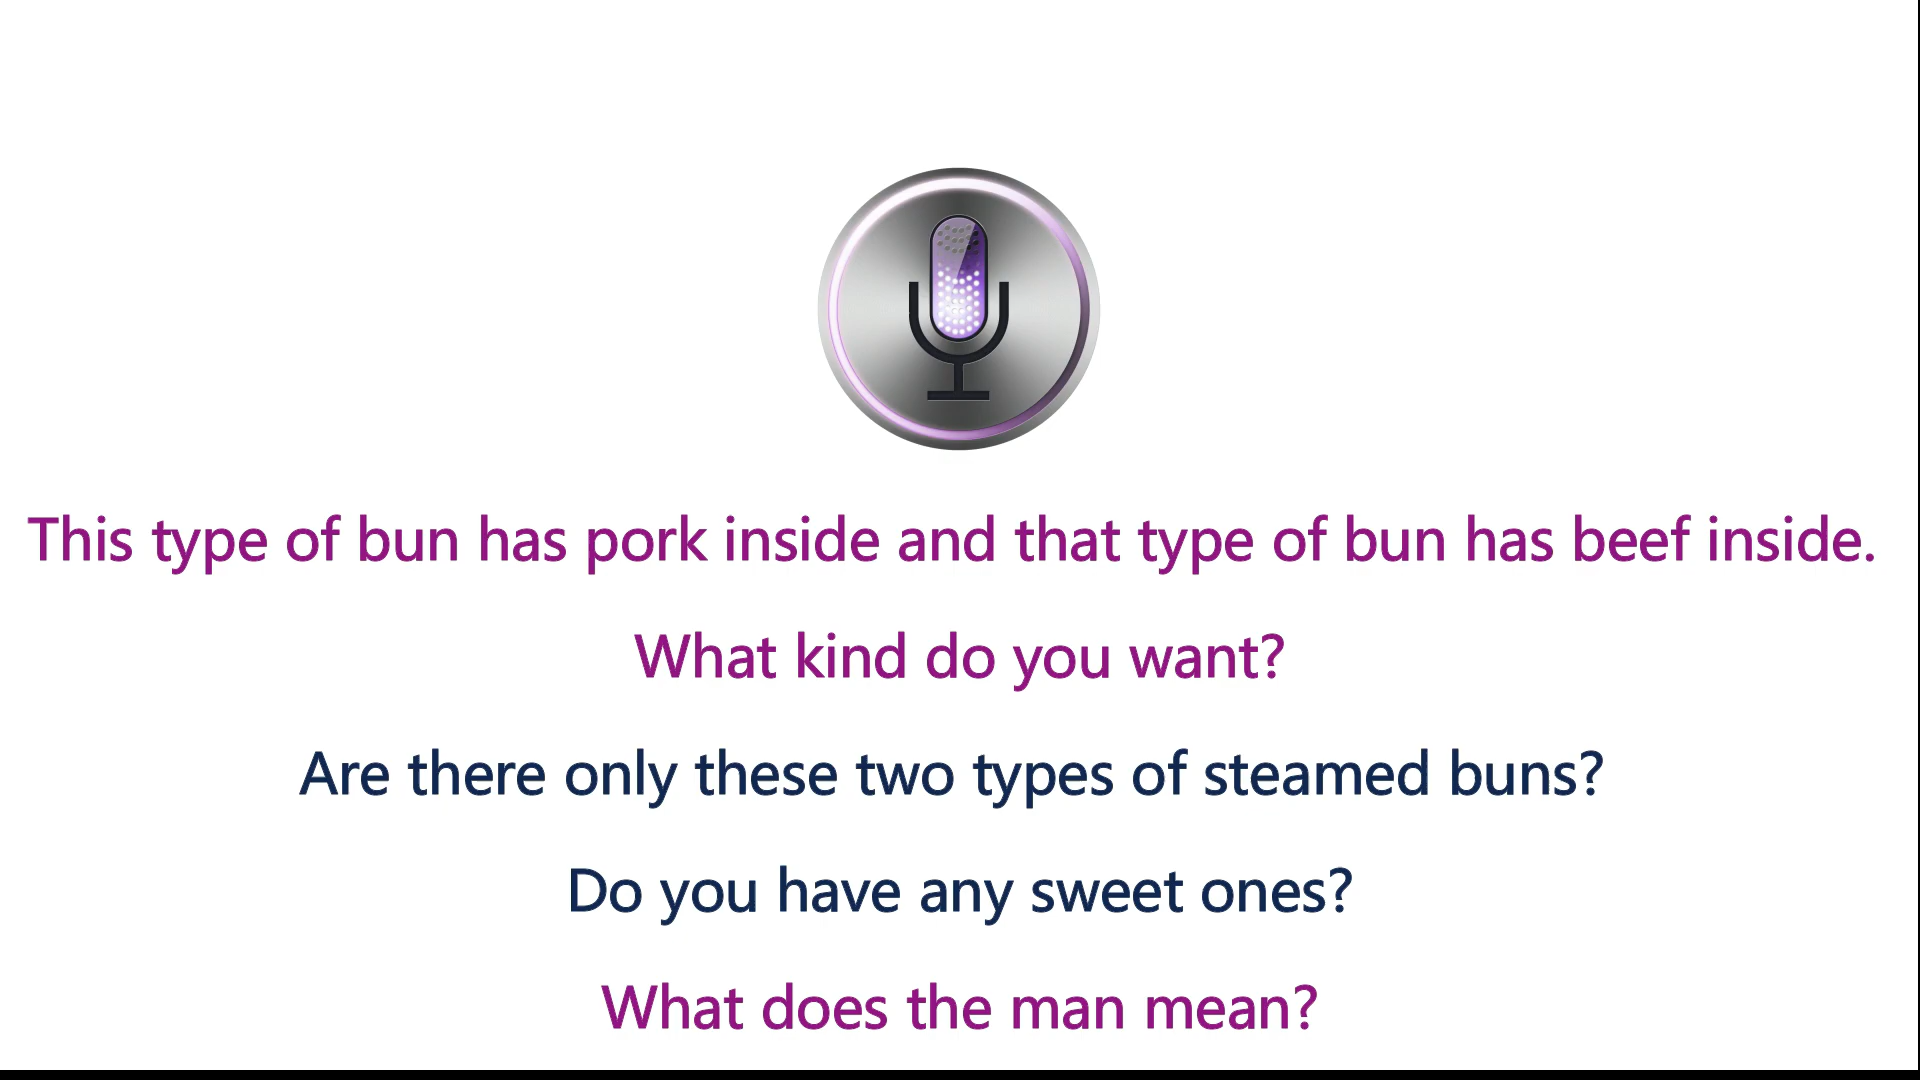 This type of bun has pork inside and that type of bun has beef inside.
What kind do you want?
Are there only these two types of steamed buns?
Do you have any sweet ones?
What does the man mean?